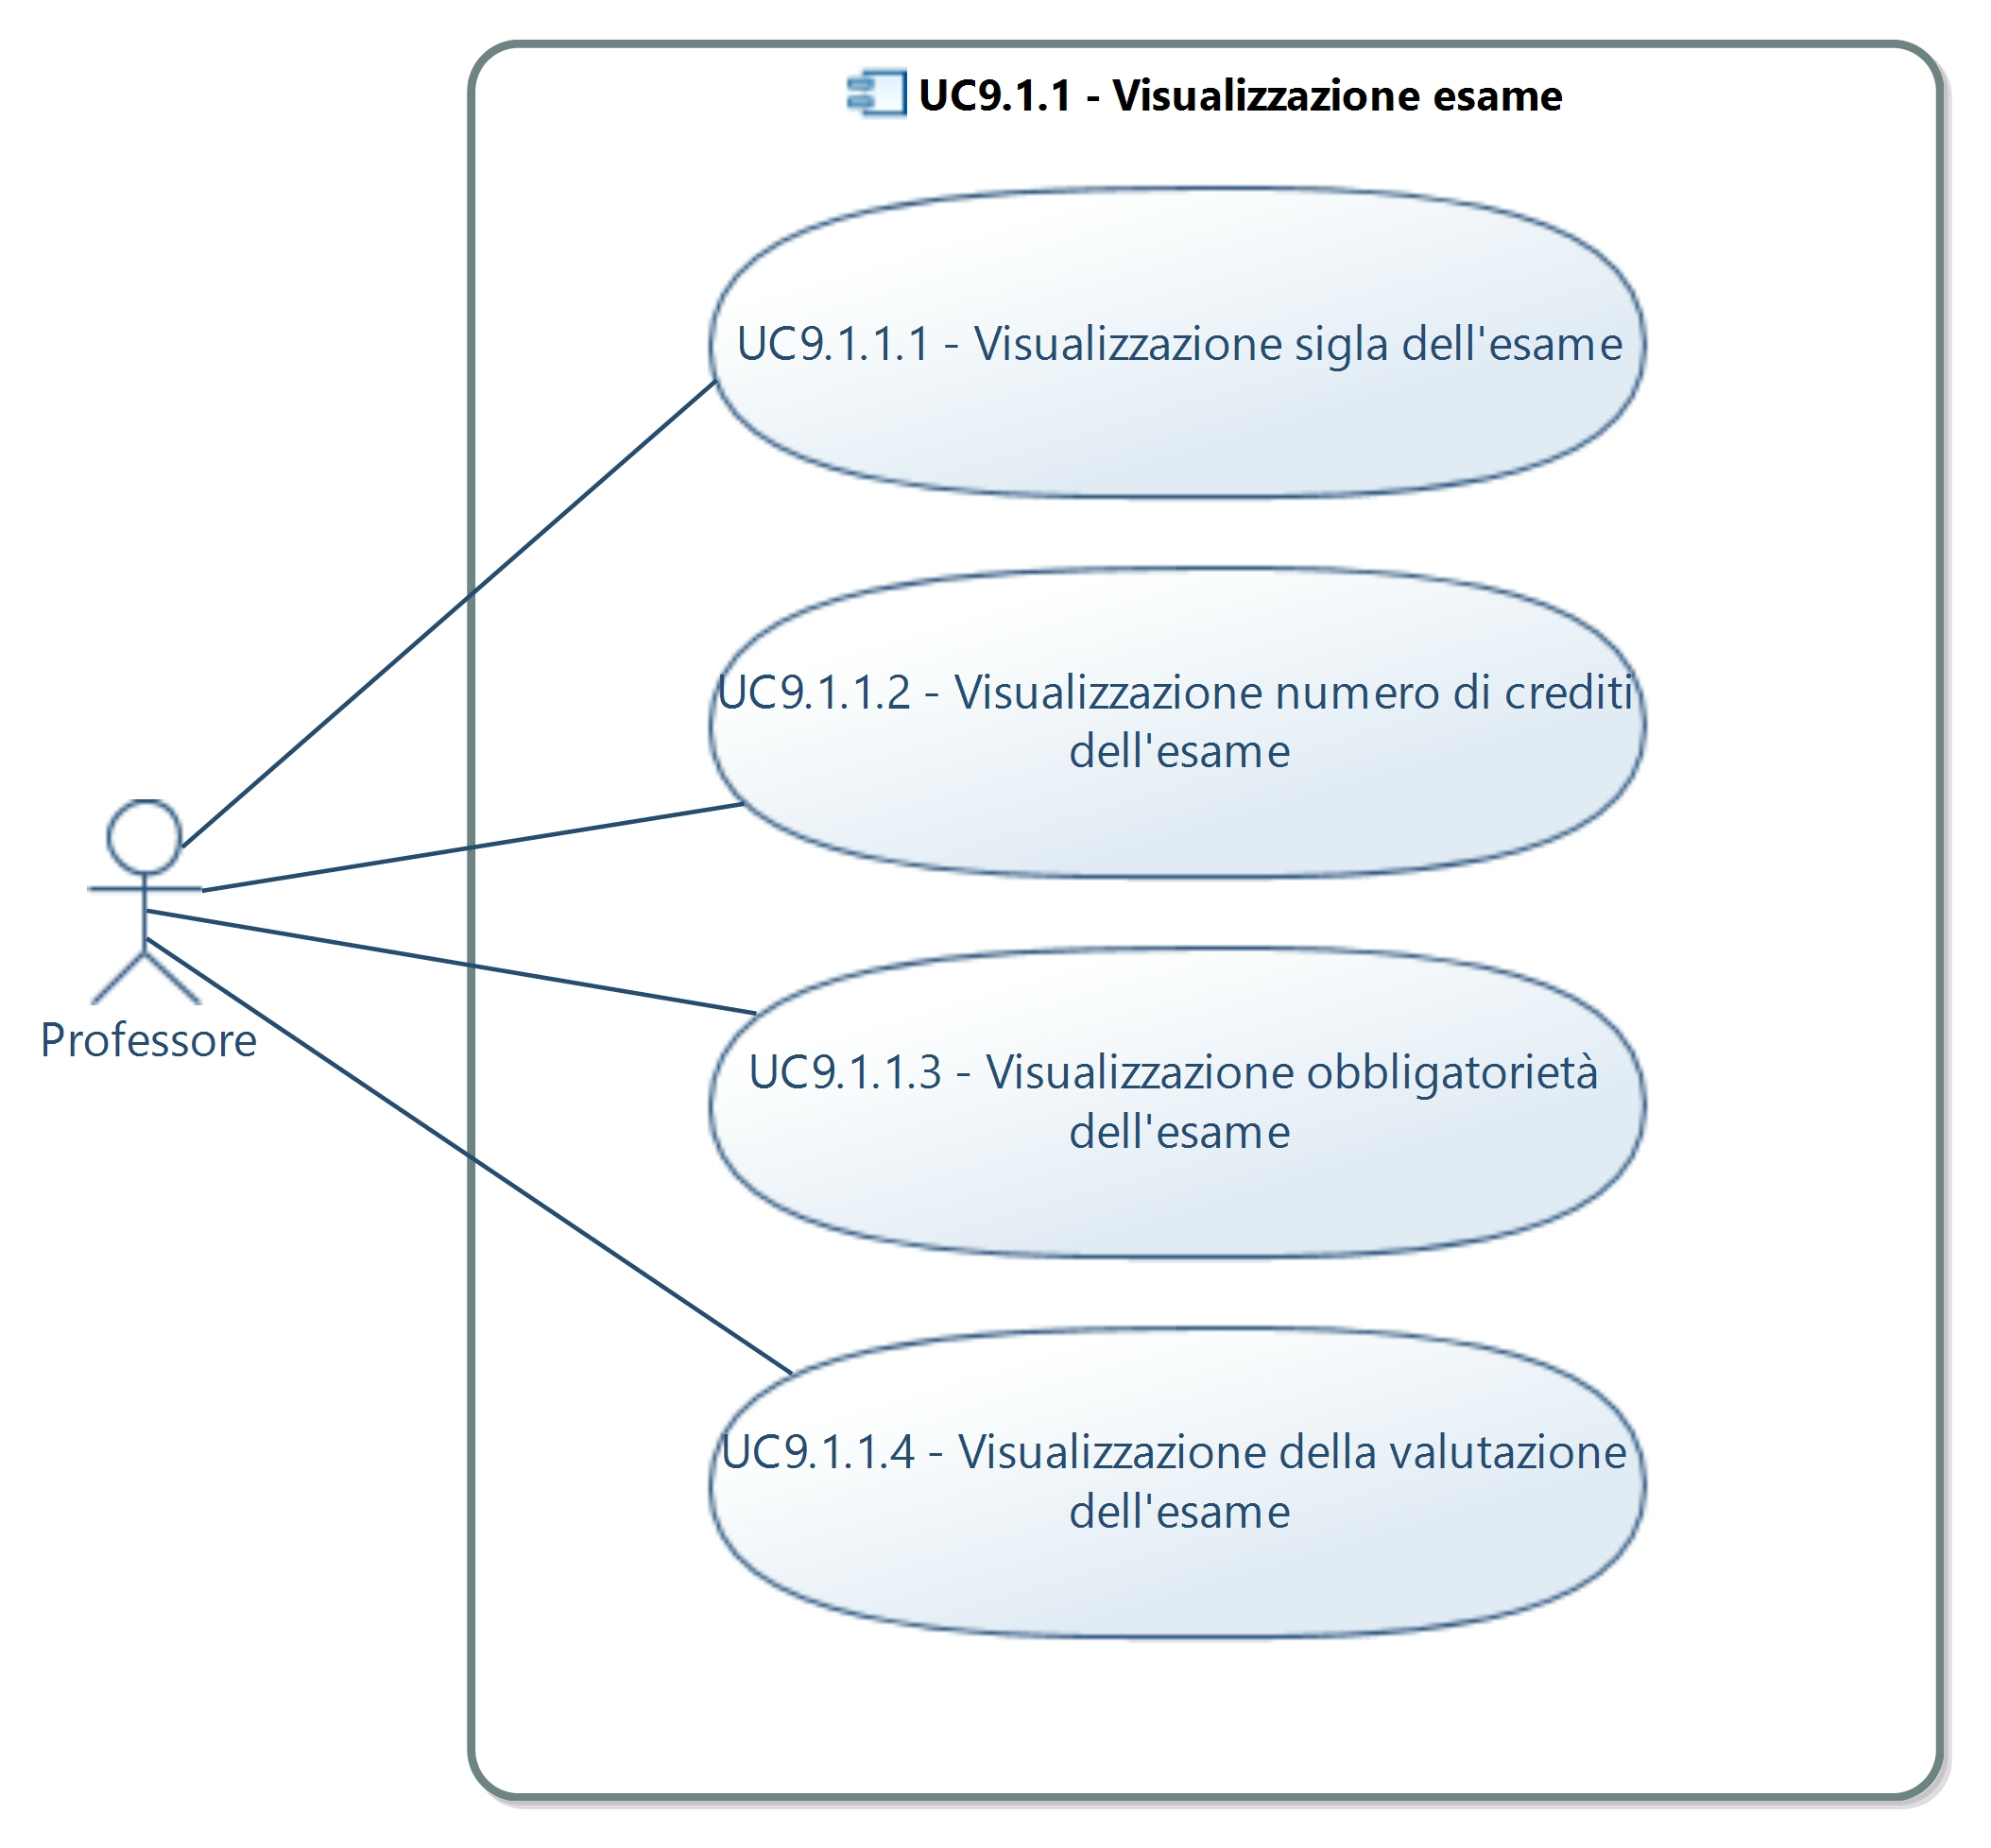 UC9.1.1 - Visualizzazione esame
UC9.1.1.1 - Visualizzazione sigla dell'esame
UC9.1.1.2 - Visualizzazione numero di crediti
dell'esame
Professore
UC9.1.1.3 - Visualizzazione obbligatorietà
dell'esame
UC9.1.1.4 - Visualizzazione della valutazione
dell'esame